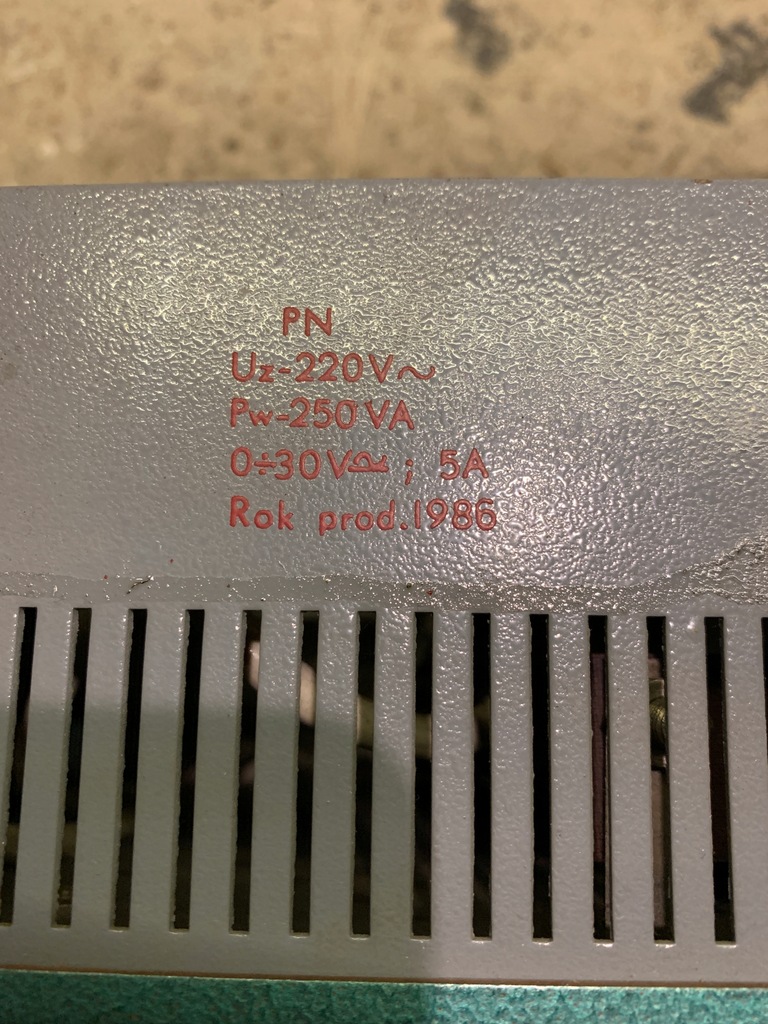 PN
Uz-220V~
Pw-250VA
0÷30V⎓~ ; 5A
Rok prod.1986